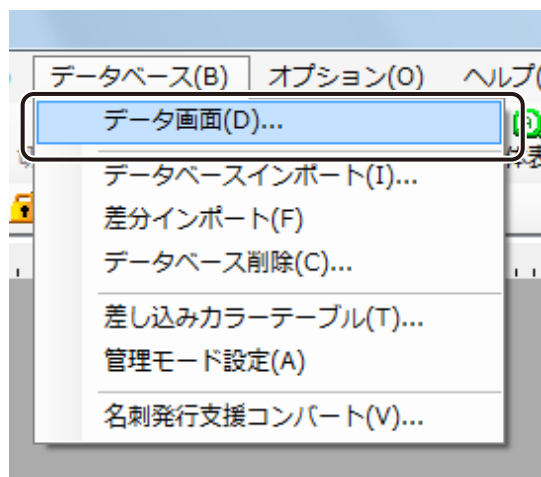 データベース(B) オプション(O) ヘルプ(
データ画面(D)...
データベースインポート(I)...
差分インポート(F)
データベース削除(C)...
差し込みカラーテーブル(T)...
管理モード設定(A)
名刺発行支援コンバート(V)...